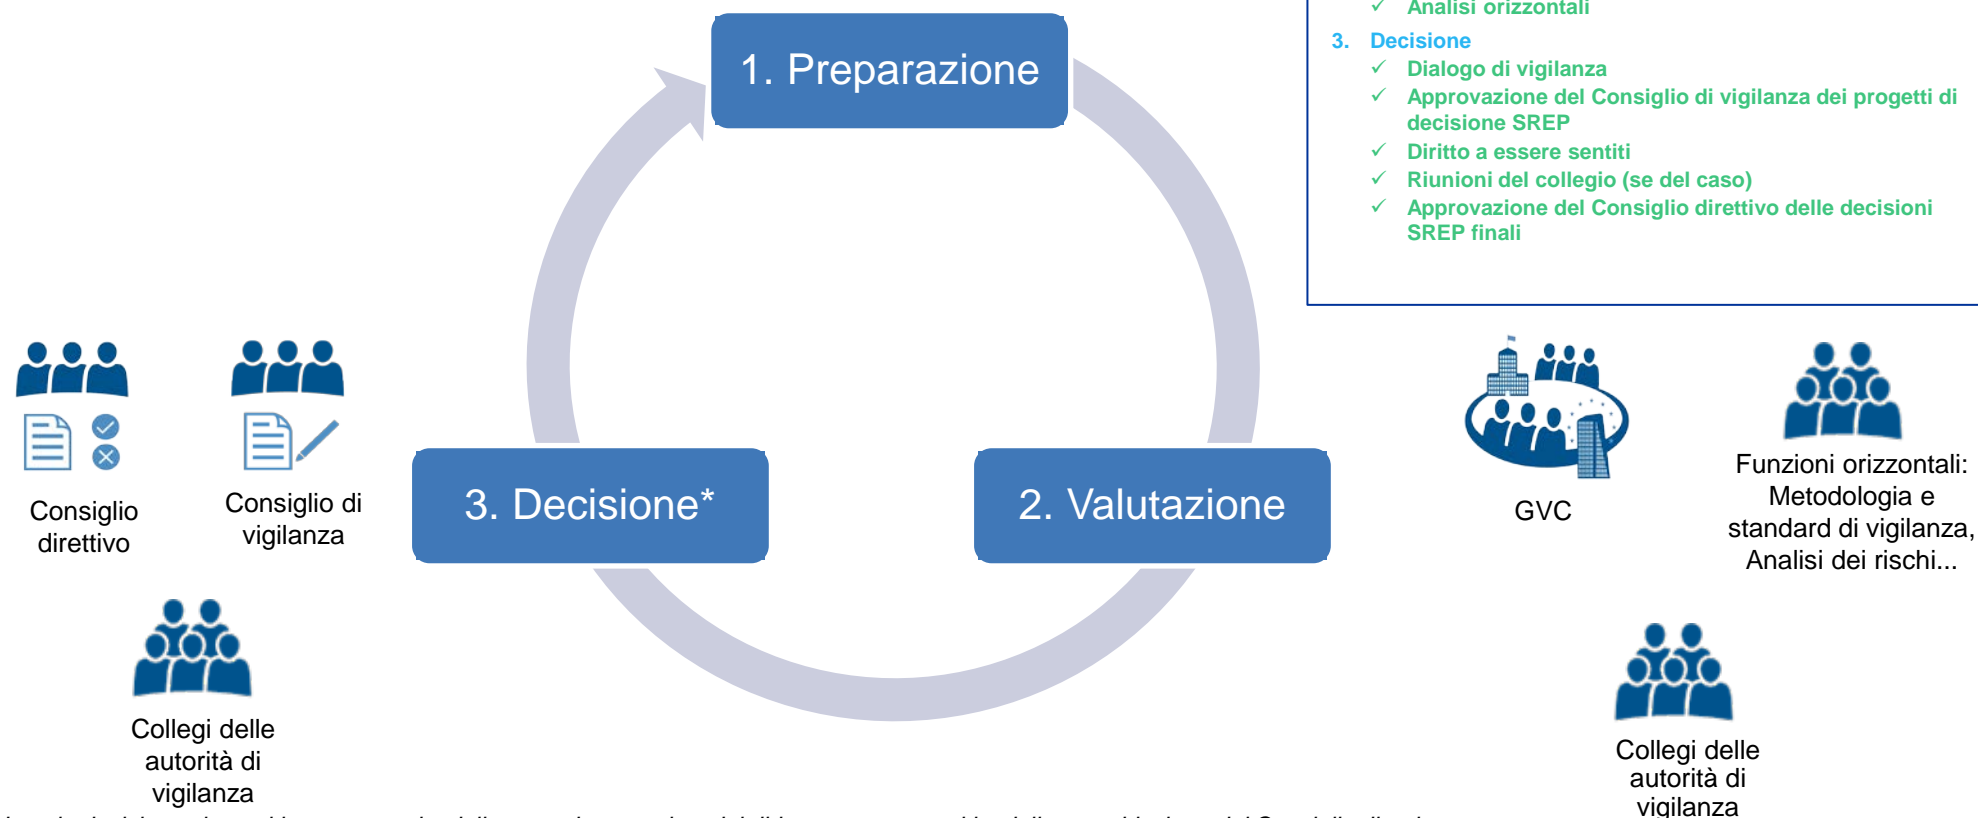 ✓ Analisi orizzontali
3. Decisione
✓ Dialogo di vigilanza
✓ Approvazione del Consiglio di vigilanza dei progetti di
decisione SREP
✓ Diritto a essere sentiti
✓ Riunioni del collegio (se del caso)
✓ Approvazione del Consiglio direttivo delle decisioni
SREP finali
1. Preparazione
2. Valutazione
3. Decisione*
Consiglio
direttivo
Consiglio di
vigilanza
Collegi delle
autorità di
vigilanza
GVC
Funzioni orizzontali:
Metodologia e
standard di vigilanza,
Analisi dei rischi...
Collegi delle
autorità di
vigilanza